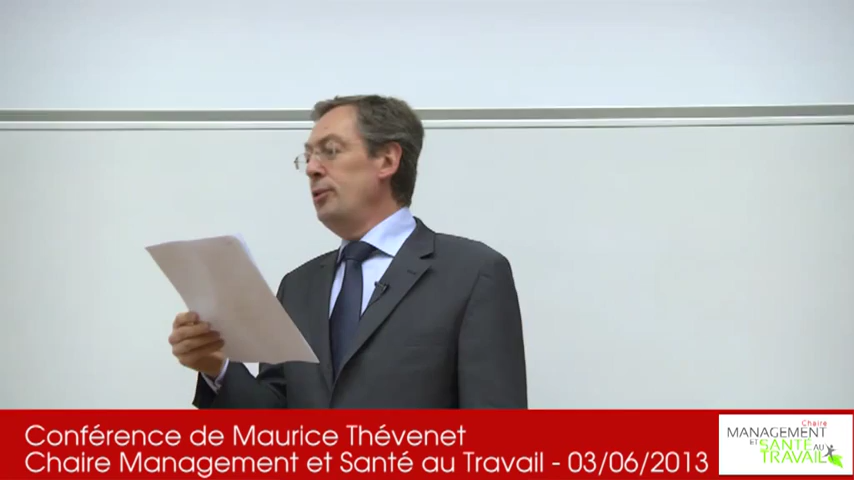 Conférence de Maurice Thévenet
Chaire Management et Santé au Travail - 03/06/2013
Chaire
MANAGEMENT
ET SANTÉ AU
TRAVAIL